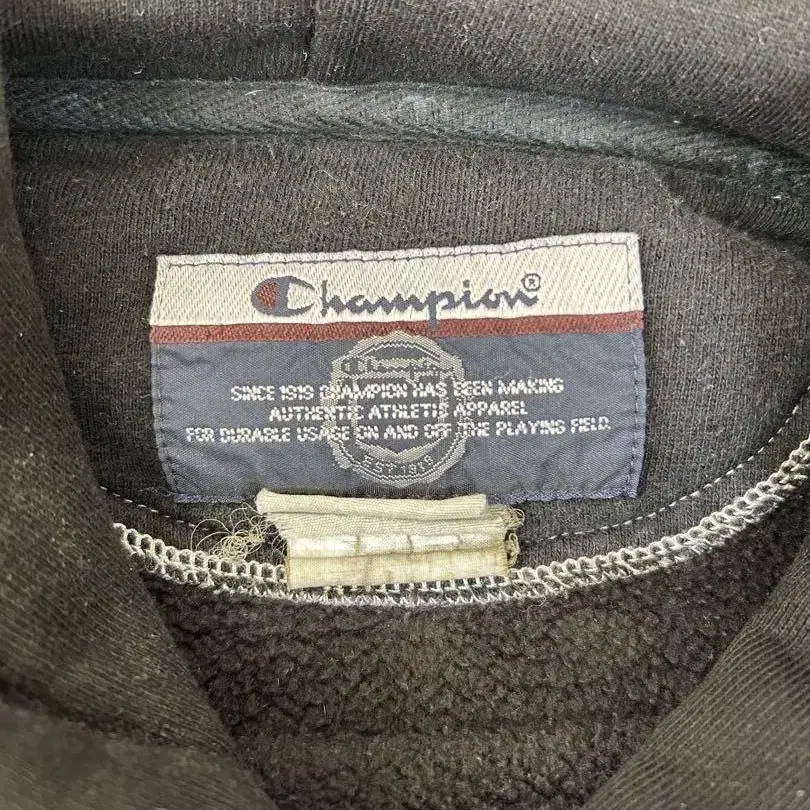 Champion®
SINCE 1919 CHAMPION HAS BEEN MAKING
AUTHENTIC ATHLETIC APPAREL
FOR DURABLE USAGE ON AND OFF THE PLAYING FIELD.
EST 1919